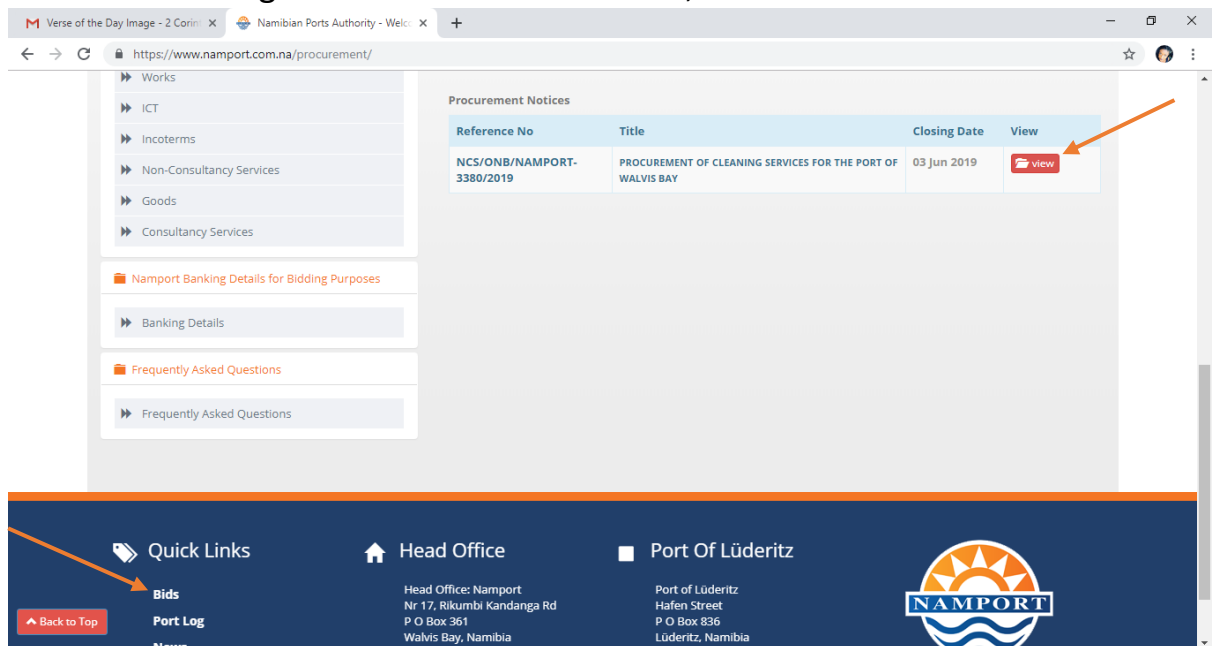 Verse of the Day Image - 2 Corin
Namibian Ports Authority - Welc
https://www.namport.com.na/procurement/
Works
ICT
Incoterms
Non-Consultancy Services
Goods
Consultancy Services
Namport Banking Details for Bidding Purposes
Banking Details
Frequently Asked Questions
Frequently Asked Questions
Procurement Notices
Reference No Title Closing Date View
NCS/ONB/NAMPORT-
3380/2019
PROCUREMENT OF CLEANING SERVICES FOR THE PORT OF
WALVIS BAY
03 Jun 2019
view
Quick Links
Bids
Port Log
Back to Top
Head Office
Head Office: Namport
Nr 17, Rikumbi Kandanga Rd
P O Box 361
Walvis Bay, Namibia
Port Of Lüderitz
Port of Lüderitz
Hafen Street
P O Box 836
Lüderitz, Namibia
NAMPORT